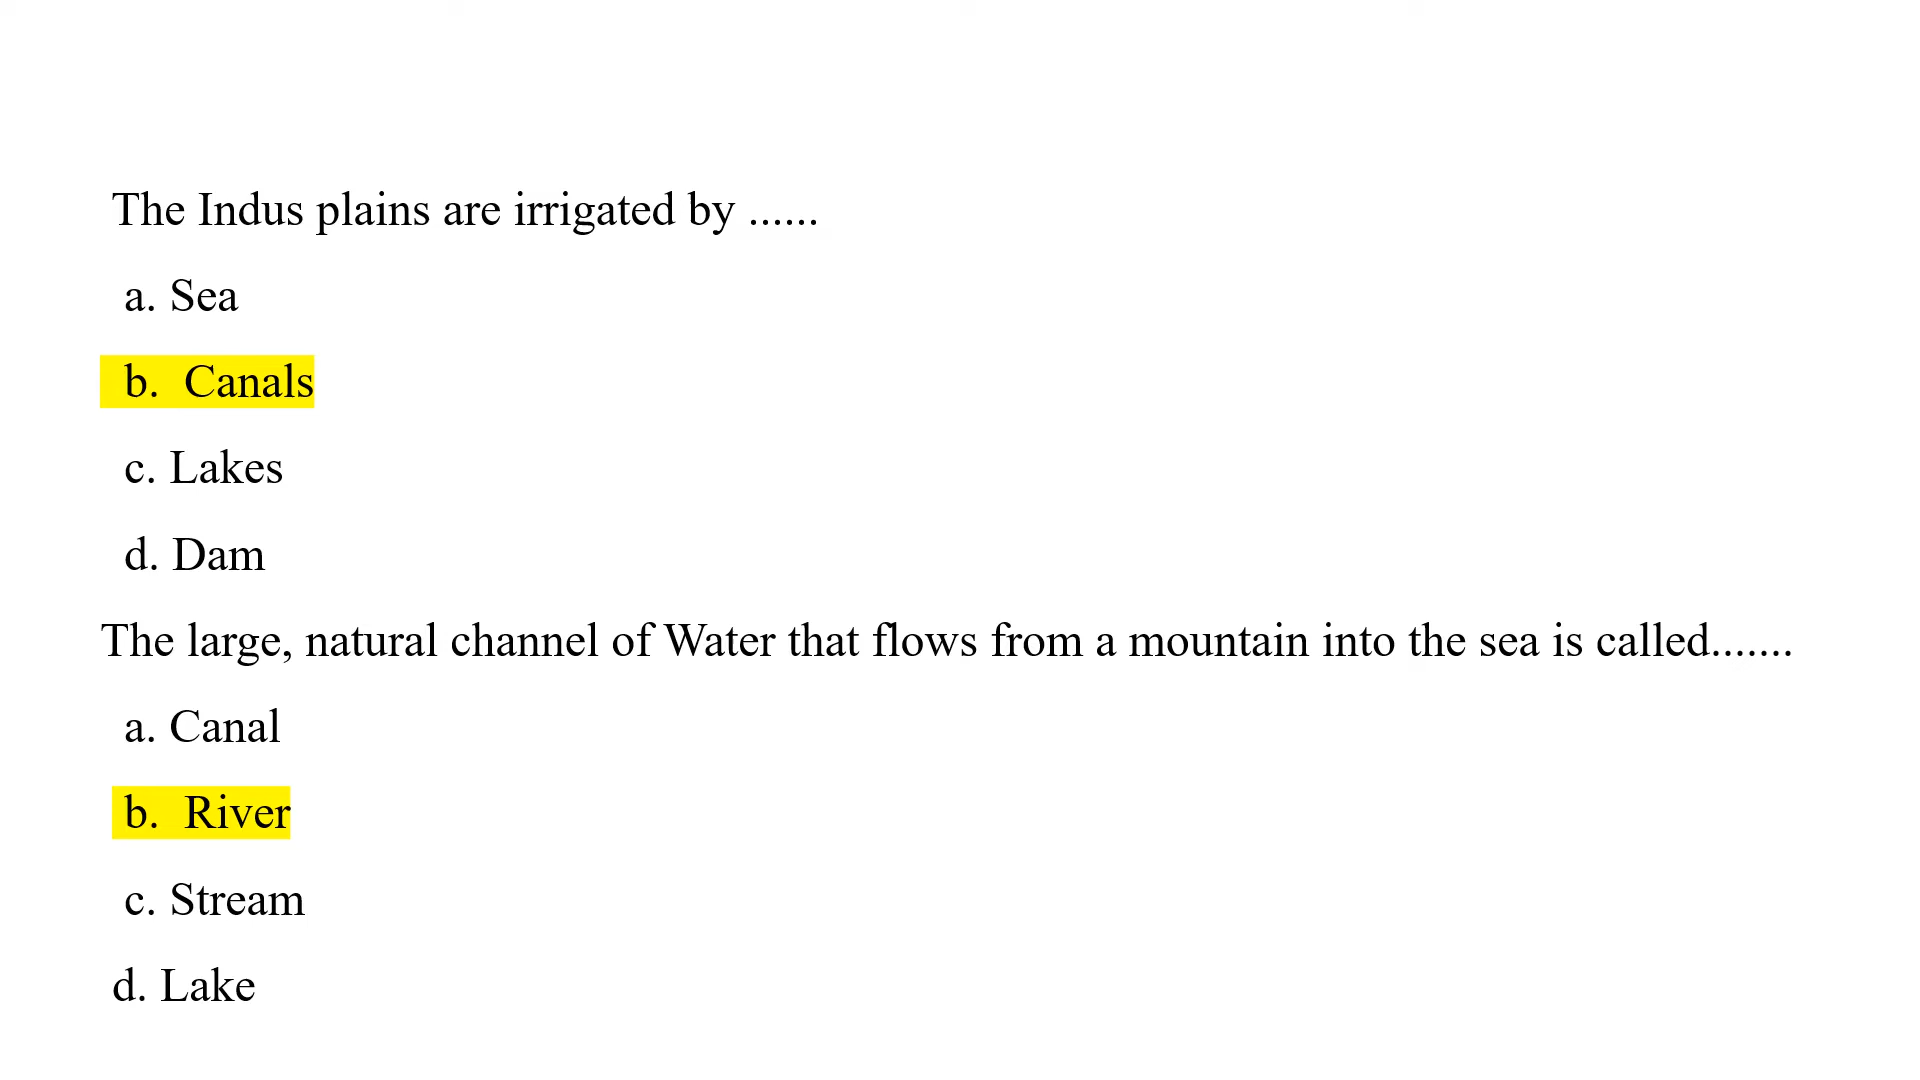 The Indus plains are irrigated by ......
a. Sea
b. Canals
c. Lakes
d. Dam
The large, natural channel of Water that flows from a mountain into the sea is called.......
a. Canal
b. River
c. Stream
d. Lake